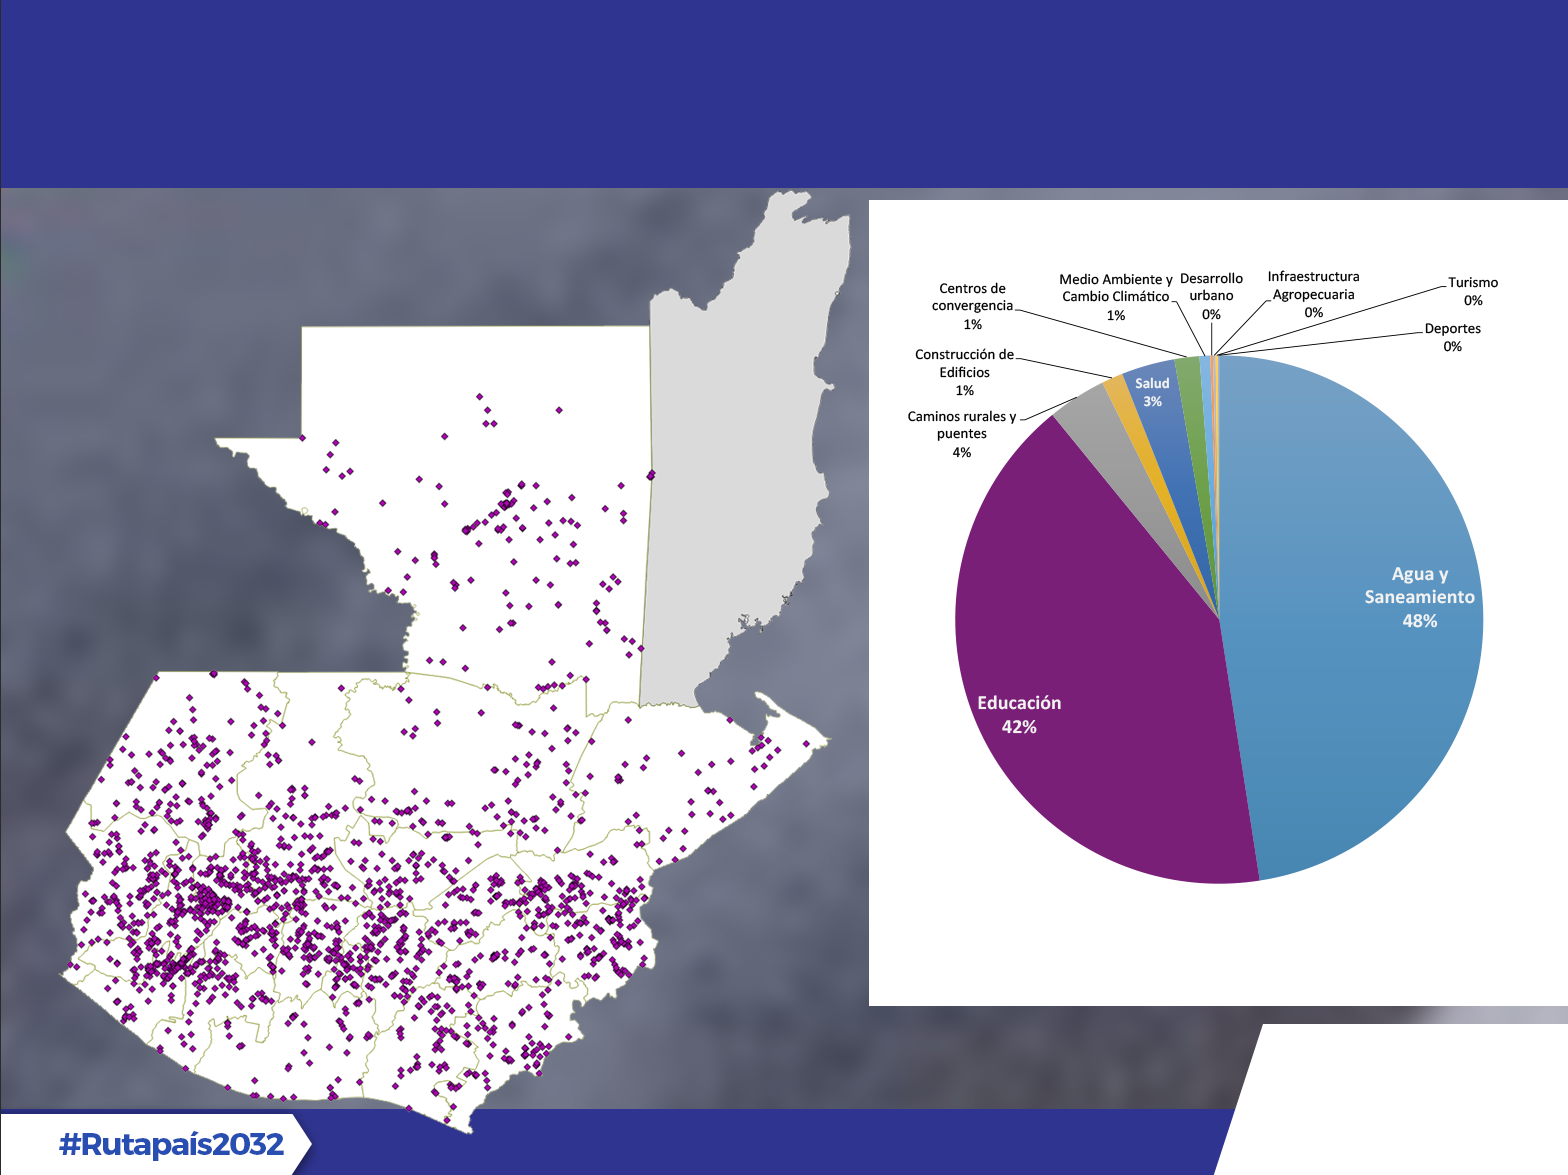 Centros de
convergencia
1%
Medio Ambiente y
Cambio Climático
1%
Desarrollo
urbano
0%
Infraestructura
Agropecuaria
0%
Turismo
0%
Deportes
0%
Construcción de
Edificios
1%
Caminos rurales y
puentes
4%
Salud
3%
Agua y
Saneamiento
48%
Educación
42%
#Rutapaís2032